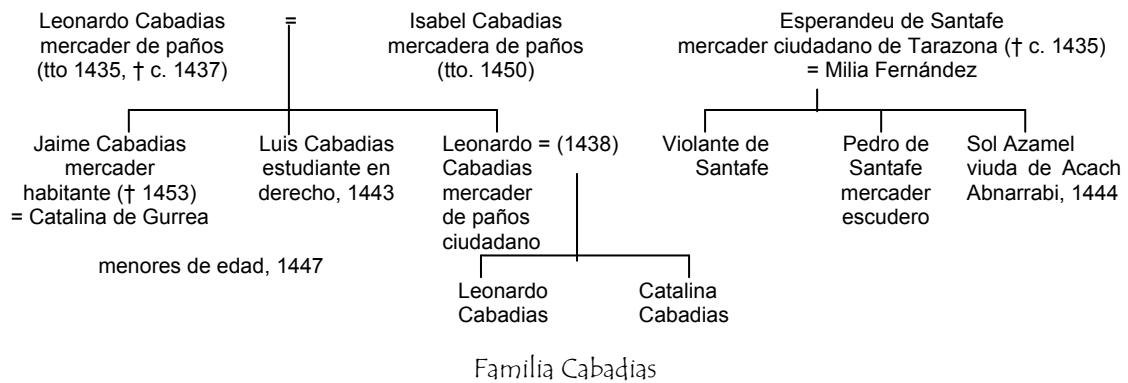 Leonardo Cabadias
mercader de paños
(tto 1435, † c. 1437)
=
Isabel Cabadias
mercadera de paños
(tto. 1450)
Esperandeu de Santafe
mercader ciudadano de Tarazona († c. 1435)
= Milia Fernández
Jaime Cabadias
mercader
habitante († 1453)
= Catalina de Gurrea
Luis Cabadias
estudiante en
derecho, 1443
Leonardo = (1438)
Cabadias
mercader
de paños
ciudadano
Violante de
Santafe
Pedro de
Santafe
mercader
escudero
Sol Azamel
viuda de Acach
Abnarrabi, 1444
menores de edad, 1447
Leonardo
Cabadias
Catalina
Cabadias
Familia Cabadias